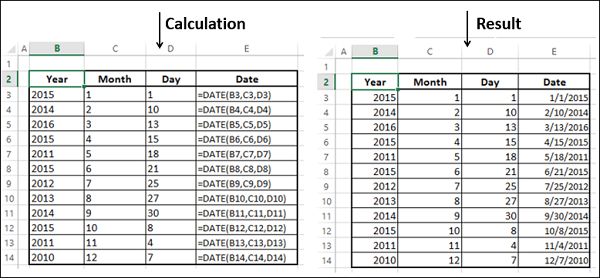 Calculation Result
A B C D E A B C D E
1 1
2 Year Month Day Date 2 Year Month Day Date
3 2015 1 1 =DATE(B3,C3,D3) 3 2015 1 1 1/1/2015
4 2014 2 10 =DATE(B4,C4,D4) 4 2014 2 10 2/10/2014
5 2016 3 13 =DATE(B5,C5,D5) 5 2016 3 13 3/13/2016
6 2015 4 15 =DATE(B6,C6,D6) 6 2015 4 15 4/15/2015
7 2011 5 18 =DATE(B7,C7,D7) 7 2011 5 18 5/18/2011
8 2015 6 21 =DATE(B8,C8,D8) 8 2015 6 21 6/21/2015
9 2012 7 25 =DATE(B9,C9,D9) 9 2012 7 25 7/25/2012
10 2013 8 27 =DATE(B10,C10,D10) 10 2013 8 27 8/27/2013
11 2014 9 30 =DATE(B11,C11,D11) 11 2014 9 30 9/30/2014
12 2015 10 8 =DATE(B12,C12,D12) 12 2015 10 8 10/8/2015
13 2011 11 4 =DATE(B13,C13,D13) 13 2011 11 4 11/4/2011
14 2010 12 7 =DATE(B14,C14,D14) 14 2010 12 7 12/7/2010